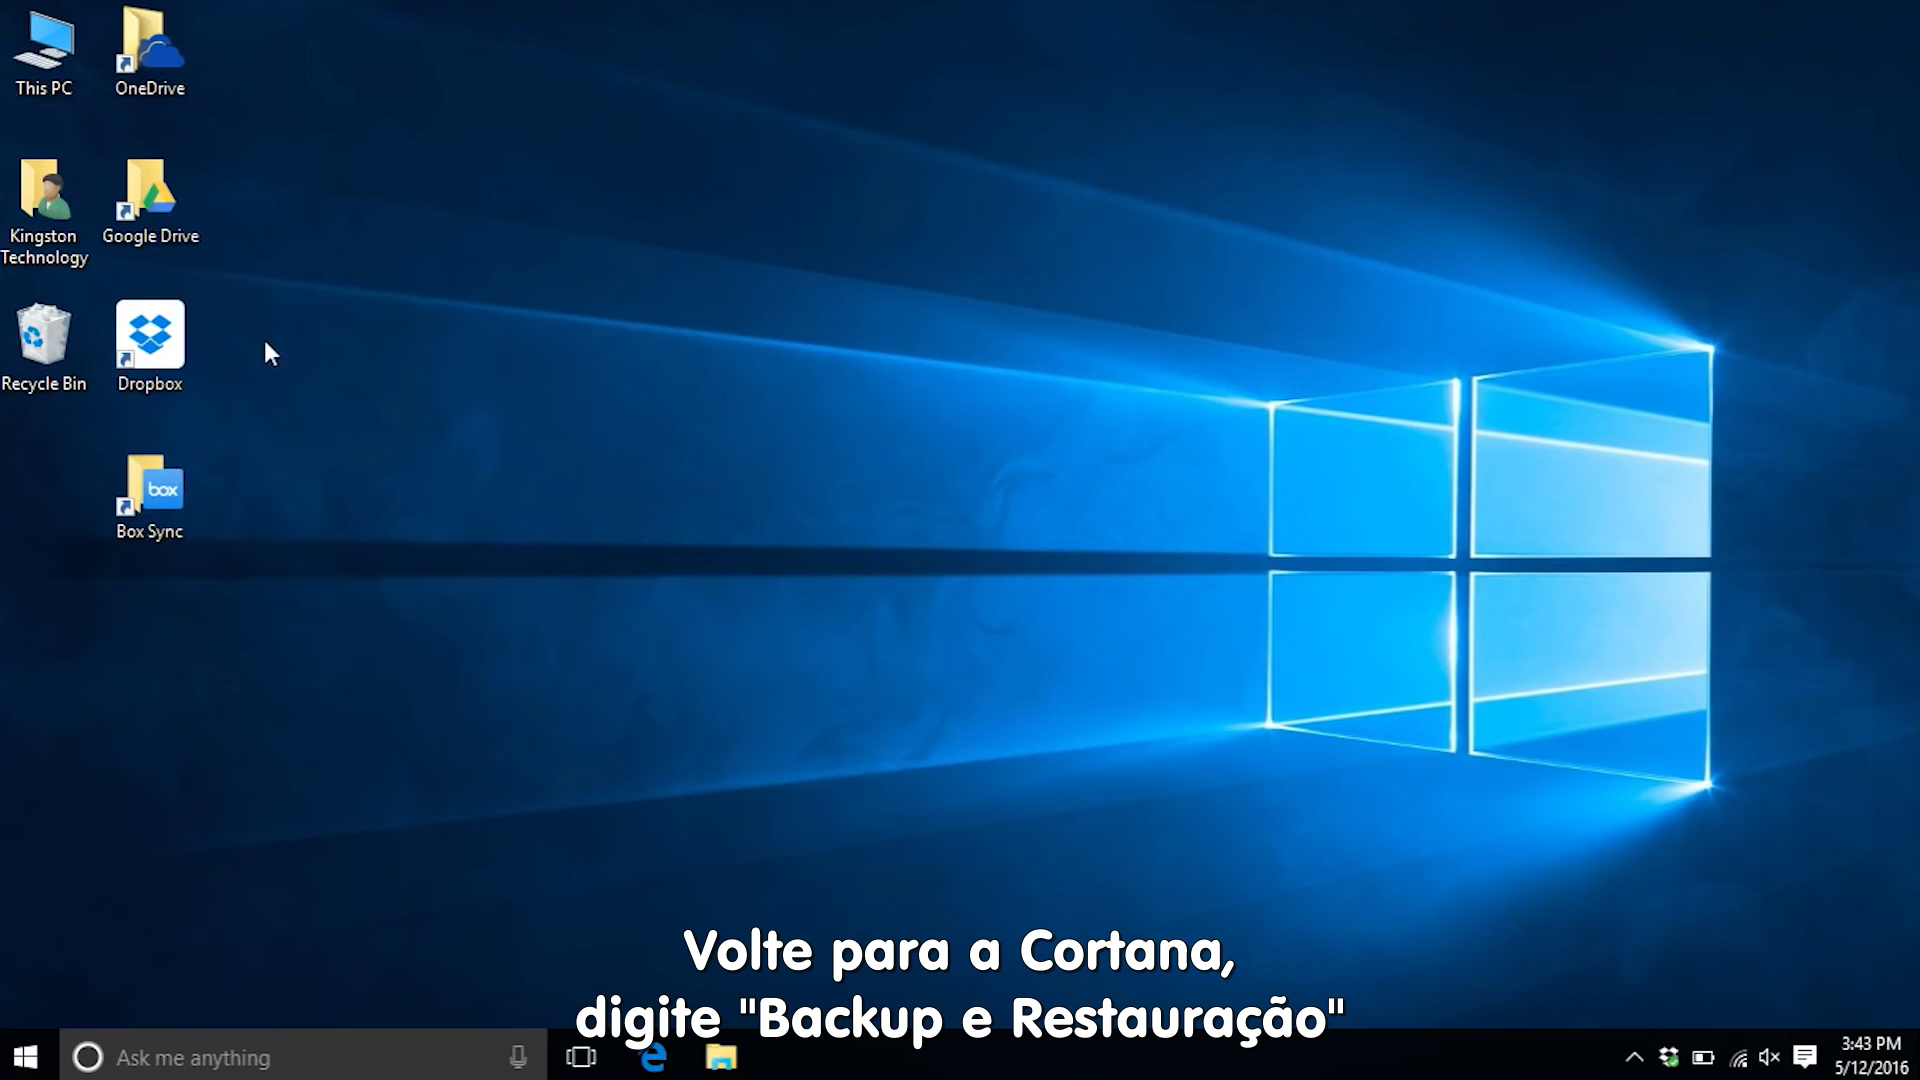 This PC
OneDrive
Kingston
Technology
Google Drive
Recycle Bin
Dropbox
box
Box Sync
Volte para a Cortana,
digite "Backup e Restauração"
Ask me anything
3:43 PM
5/12/2016